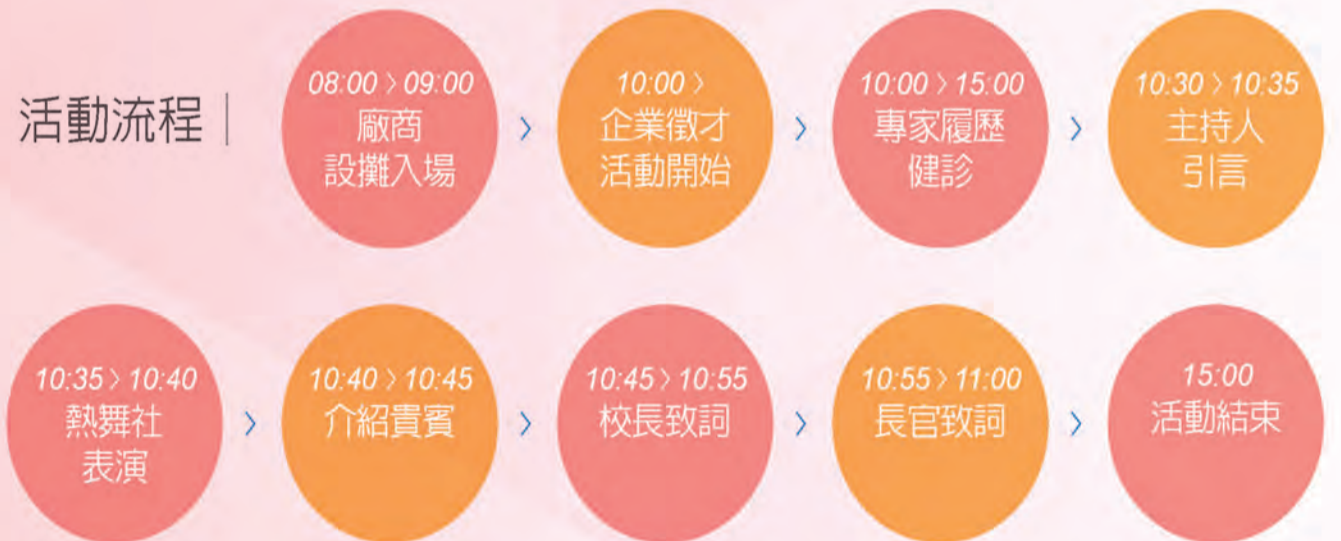 活動流程｜
08:00 > 09:00
廠商
設攤入場
10:00 >
企業徵才
活動開始
10:00 > 15:00
專家履歷
健診
10:30 > 10:35
主持人
引言
10:35 > 10:40
熱舞社
表演
10:40 > 10:45
介紹貴賓
10:45 > 10:55
校長致詞
10:55 > 11:00
長官致詞
15:00
活動結束